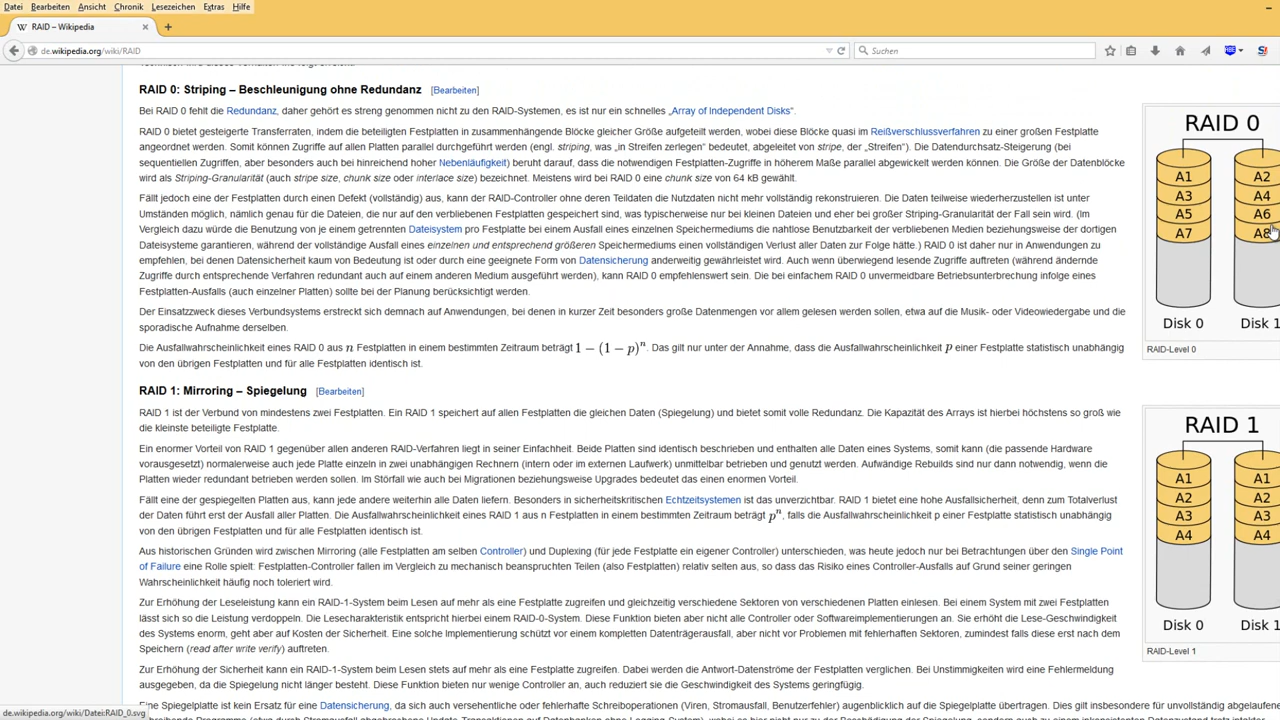 Datei Bearbeiten Ansicht Chronik Lesezeichen Extras Hilfe
W RAID – Wikipedia × +
de.wikipedia.org/wiki/RAID
Suchen
RAID 0: Striping – Beschleunigung ohne Redundanz [Bearbeiten]
Bei RAID 0 fehlt die Redundanz, daher gehört es streng genommen nicht zu den RAID-Systemen, es ist nur ein schnelles „Array of Independent Disks“.
RAID 0 bietet gesteigerte Transferraten, indem die beteiligten Festplatten in zusammenhängende Blöcke gleicher Größe aufgeteilt werden, wobei diese Blöcke quasi im Reißverschlussverfahren zu einer großen Festplatte
angeordnet werden. Somit können Zugriffe auf allen Platten parallel durchgeführt werden (engl. striping, was „in Streifen zerlegen“ bedeutet, abgeleitet von stripe, der „Streifen“). Die Datendurchsatz-Steigerung (bei
sequentiellen Zugriffen, aber besonders auch bei hinreichend hoher Nebenläufigkeit) beruht darauf, dass die notwendigen Festplatten-Zugriffe in höherem Maße parallel abgewickelt werden können. Die Größe der Datenblöcke
wird als Striping-Granularität (auch stripe size, chunk size oder interlace size) bezeichnet. Meistens wird bei RAID 0 eine chunk size von 64 kB gewählt.
Fällt jedoch eine der Festplatten durch einen Defekt (vollständig) aus, kann der RAID-Controller ohne deren Teildaten die Nutzdaten nicht mehr vollständig rekonstruieren. Die Daten teilweise wiederherzustellen ist unter
Umständen möglich, nämlich genau für die Dateien, die nur auf den verbliebenen Festplatten gespeichert sind, was typischerweise nur bei kleinen Dateien und eher bei großer Striping-Granularität der Fall sein wird. (Im
Vergleich dazu würde die Benutzung von je einem getrennten Dateisystem pro Festplatte bei einem Ausfall eines einzelnen Speichermediums die nahtlose Benutzbarkeit der verbliebenen Medien beziehungsweise der dortigen
Dateisysteme garantieren, während der vollständige Ausfall eines einzelnen und entsprechend größeren Speichermediums einen vollständigen Verlust aller Daten zur Folge hätte.) RAID 0 ist daher nur in Anwendungen zu
empfehlen, bei denen Datensicherheit kaum von Bedeutung ist oder durch eine geeignete Form von Datensicherung anderweitig gewährleistet wird. Auch wenn überwiegend lesende Zugriffe auftreten (während ändernde
Zugriffe durch entsprechende Verfahren redundant auch auf einem anderen Medium ausgeführt werden), kann RAID 0 empfehlenswert sein. Die bei einfachem RAID 0 unvermeidbare Betriebsunterbrechung infolge eines
Festplatten-Ausfalls (auch einzelner Platten) sollte bei der Planung berücksichtigt werden.
Der Einsatzzweck dieses Verbundsystems erstreckt sich demnach auf Anwendungen, bei denen in kurzer Zeit besonders große Datenmengen vor allem gelesen werden sollen, etwa auf die Musik- oder Videowiedergabe und die
sporadische Aufnahme derselben.
Die Ausfallwahrscheinlichkeit eines RAID 0 aus n Festplatten in einem bestimmten Zeitraum beträgt 1 − (1 − p)^n. Das gilt nur unter der Annahme, dass die Ausfallwahrscheinlichkeit p einer Festplatte statistisch unabhängig
von den übrigen Festplatten und für alle Festplatten identisch ist.
RAID 0
A1 A2
A3 A4
A5 A6
A7 A8
Disk 0 Disk 1
RAID-Level 0
RAID 1: Mirroring – Spiegelung [Bearbeiten]
RAID 1 ist der Verbund von mindestens zwei Festplatten. Ein RAID 1 speichert auf allen Festplatten die gleichen Daten (Spiegelung) und bietet somit volle Redundanz. Die Kapazität des Arrays ist hierbei höchstens so groß wie
die kleinste beteiligte Festplatte.
Ein enormer Vorteil von RAID 1 gegenüber allen anderen RAID-Verfahren liegt in seiner Einfachheit. Beide Platten sind identisch beschrieben und enthalten alle Daten eines Systems, somit kann (die passende Hardware
vorausgesetzt) normalerweise auch jede Platte einzeln in zwei unabhängigen Rechnern (intern oder im externen Laufwerk) unmittelbar betrieben und genutzt werden. Aufwändige Rebuilds sind nur dann notwendig, wenn die
Platten wieder redundant betrieben werden sollen. Im Störfall wie auch bei Migrationen beziehungsweise Upgrades bedeutet das einen enormen Vorteil.
Fällt eine der gespiegelten Platten aus, kann jede andere weiterhin alle Daten liefern. Besonders in sicherheitskritischen Echtzeitsystemen ist das unverzichtbar. RAID 1 bietet eine hohe Ausfallsicherheit, denn zum Totalverlust
der Daten führt erst der Ausfall aller Platten. Die Ausfallwahrscheinlichkeit eines RAID 1 aus n Festplatten in einem bestimmten Zeitraum beträgt p^n, falls die Ausfallwahrscheinlichkeit p einer Festplatte statistisch unabhängig
von den übrigen Festplatten und für alle Festplatten identisch ist.
Aus historischen Gründen wird zwischen Mirroring (alle Festplatten am selben Controller) und Duplexing (für jede Festplatte ein eigener Controller) unterschieden, was heute jedoch nur bei Betrachtungen über den Single Point
of Failure eine Rolle spielt: Festplatten-Controller fallen im Vergleich zu mechanisch beanspruchten Teilen (also Festplatten) relativ selten aus, so dass das Risiko eines Controller-Ausfalls auf Grund seiner geringen
Wahrscheinlichkeit häufig noch toleriert wird.
Zur Erhöhung der Leseleistung kann ein RAID-1-System beim Lesen auf mehr als eine Festplatte zugreifen und gleichzeitig verschiedene Sektoren von verschiedenen Platten einlesen. Bei einem System mit zwei Festplatten
lässt sich so die Leistung verdoppeln. Die Lesecharakteristik entspricht hierbei einem RAID-0-System. Diese Funktion bieten aber nicht alle Controller oder Softwareimplementierungen an. Sie erhöht die Lese-Geschwindigkeit
des Systems enorm, geht aber auf Kosten der Sicherheit. Eine solche Implementierung schützt vor einem kompletten Datenträgerausfall, aber nicht vor Problemen mit fehlerhaften Sektoren, zumindest falls diese erst nach dem
Speichern (read after write verify) auftreten.
Zur Erhöhung der Sicherheit kann ein RAID-1-System beim Lesen stets auf mehr als eine Festplatte zugreifen. Dabei werden die Antwort-Datenströme der Festplatten verglichen. Bei Unstimmigkeiten wird eine Fehlermeldung
ausgegeben, da die Spiegelung nicht länger besteht. Diese Funktion bieten nur wenige Controller an, auch reduziert sie die Geschwindigkeit des Systems geringfügig.
Eine Spiegelplatte ist kein Ersatz für eine Datensicherung, da sich auch versehentliche oder fehlerhafte Schreiboperationen (Viren, Stromausfall, Benutzerfehler) augenblicklich auf die Spiegelplatte übertragen. Dies gilt insbesondere für unvollständig abgelaufene
RAID 1
A1 A1
A2 A2
A3 A3
A4 A4
Disk 0 Disk 1
RAID-Level 1
de.wikipedia.org/wiki/Datei:RAID_0.svg